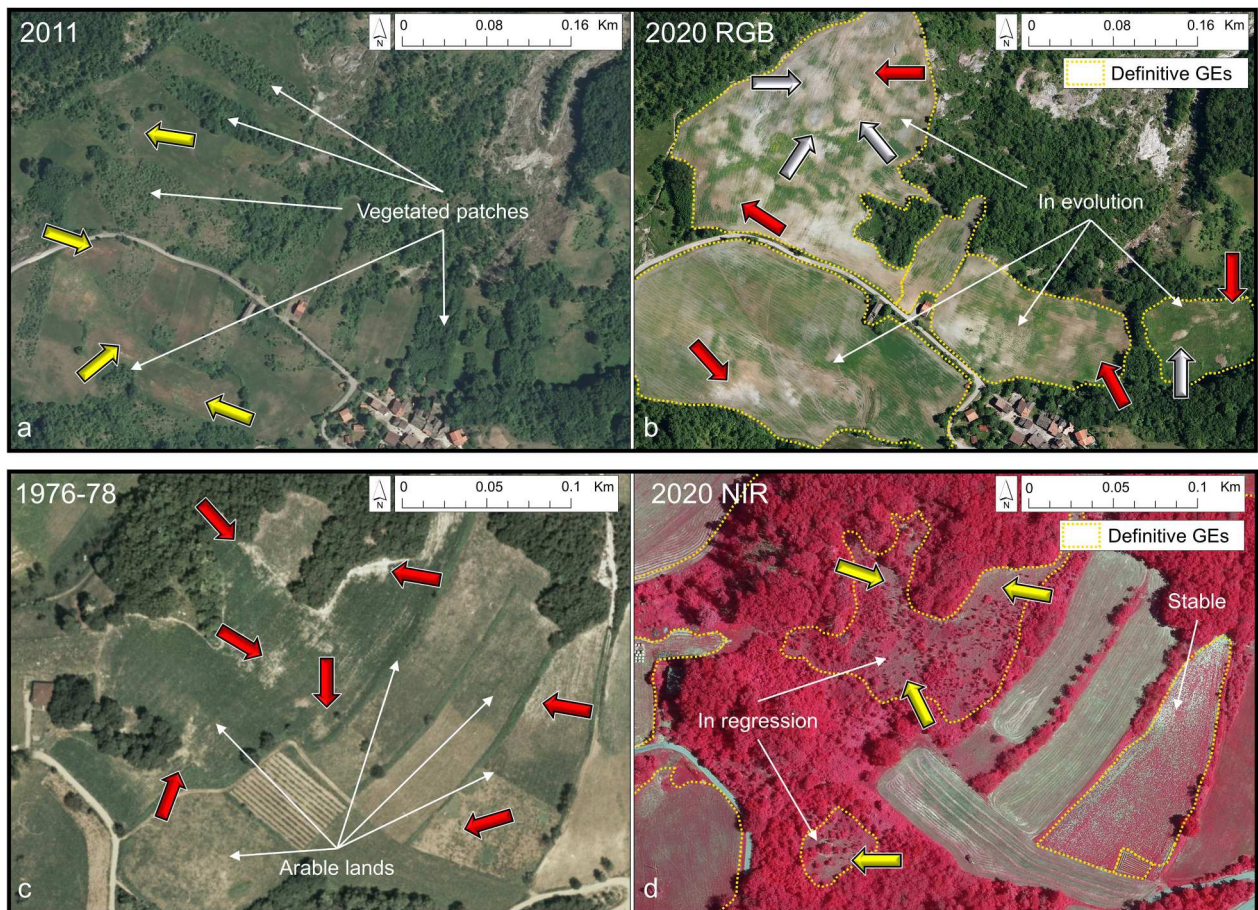 2011
0 0.08 0.16 Km
N
Vegetated patches
a
2020 RGB
0 0.08 0.16 Km
N
Definitive GEs
In evolution
b
1976-78
0 0.05 0.1 Km
N
Arable lands
c
2020 NIR
0 0.05 0.1 Km
N
Definitive GEs
Stable
In regression
d